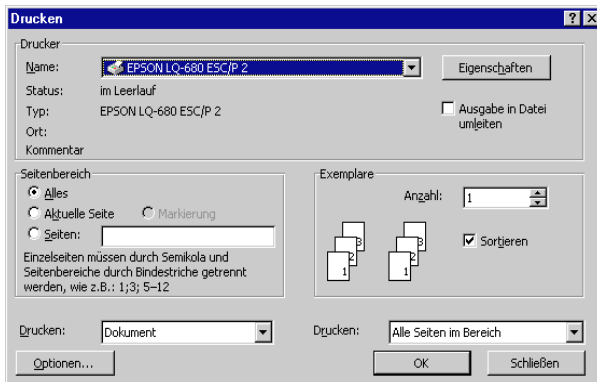 Drucken
Drucker
Name: EPSON LQ-680 ESC/P 2 Eigenschaften
Status: im Leerlauf
Typ: EPSON LQ-680 ESC/P 2 Ausgabe in Datei
Ort: umleiten
Kommentar
Seitenbereich
Alles
Aktuelle Seite Markierung
Seiten:
Einzelseiten müssen durch Semikola und
Seitenbereiche durch Bindestriche getrennt
werden, wie z.B.: 1;3; 5–12
Exemplare
Anzahl: 1
3 3
2 2
1 1
Sortieren
Drucken: Dokument Drucken: Alle Seiten im Bereich
Optionen... OK Schließen